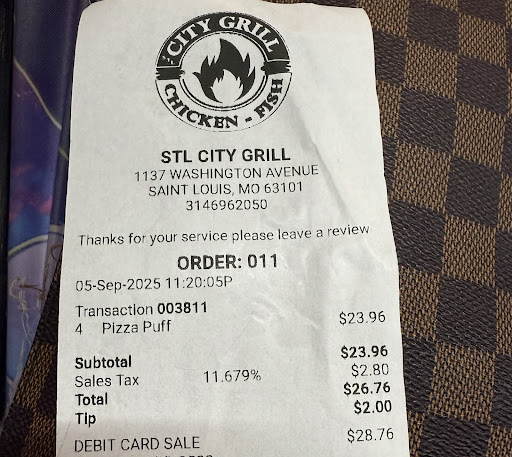 CITY GRILL
CHICKEN - FISH
STL CITY GRILL
1137 WASHINGTON AVENUE
SAINT LOUIS, MO 63101
3146962050
Thanks for your service please leave a review
ORDER: 011
05-Sep-2025 11:20:05P
Transaction 003811
4 Pizza Puff $23.96
Subtotal $23.96
Sales Tax 11.679% $2.80
Total $26.76
Tip $2.00
DEBIT CARD SALE $28.76